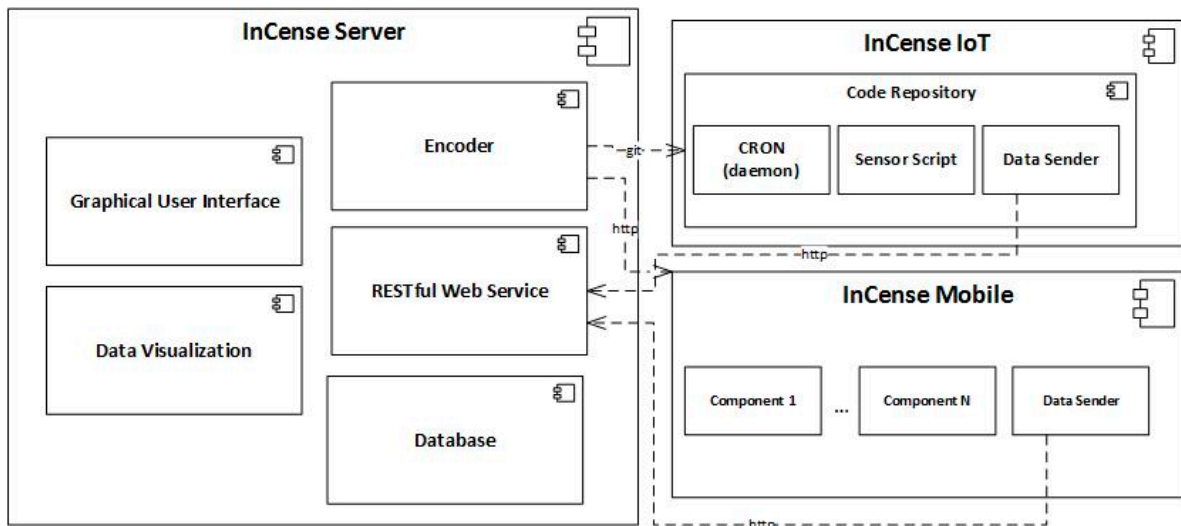 InCense Server
Encoder
Graphical User Interface
RESTful Web Service
Data Visualization
Database
git
http
http
http
InCense IoT
Code Repository
CRON
(daemon)
Sensor Script
Data Sender
InCense Mobile
Component 1
...
Component N
Data Sender